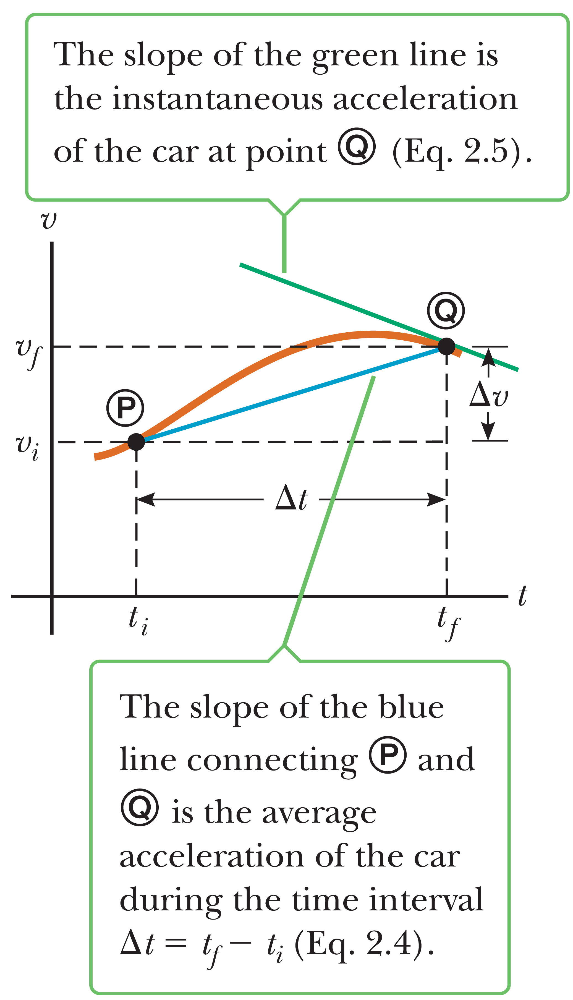 The slope of the green line is
the instantaneous acceleration
of the car at point Ⓠ (Eq. 2.5).
v
Q
v_f
Δv
P
v_i
Δt
t
t_i
t_f
The slope of the blue
line connecting Ⓟ and
Ⓠ is the average
acceleration of the car
during the time interval
Δt = t_f − t_i (Eq. 2.4).